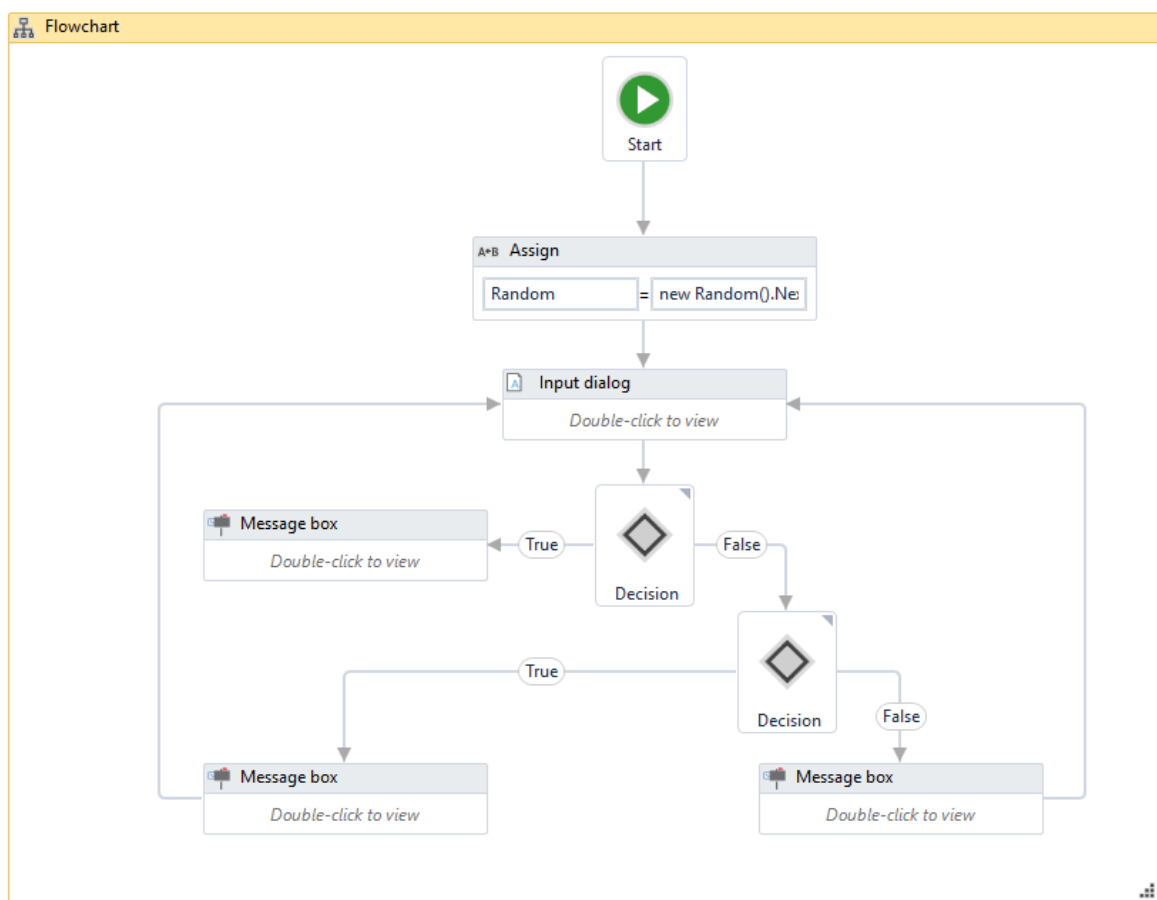 Flowchart
Start
A+B Assign
Random = new Random().Ne
Input dialog
Double-click to view
Message box
Double-click to view
True
False
Decision
True
Decision
False
Message box
Double-click to view
Message box
Double-click to view